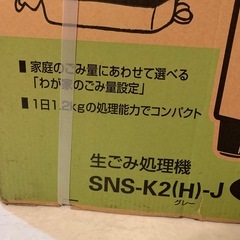 ■ 家庭のごみ量にあわせて選べる
「わが家のごみ量設定」
■ 1日1.2kgの処理能力でコンパクト
生ごみ処理機
SNS-K2(H)-J
グレー